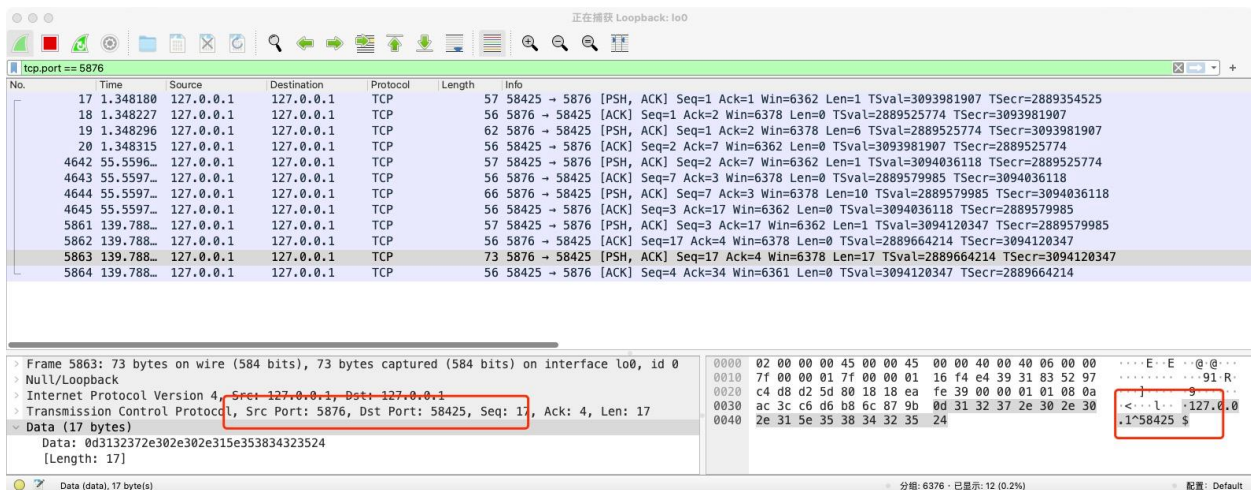 正在捕获 Loopback: lo0
tcp.port == 5876
No. Time Source Destination Protocol Length Info
17 1.348180 127.0.0.1 127.0.0.1 TCP 57 58425 → 5876 [PSH, ACK] Seq=1 Ack=1 Win=6362 Len=1 TSval=3093981907 TSecr=2889354525
18 1.348227 127.0.0.1 127.0.0.1 TCP 56 5876 → 58425 [ACK] Seq=1 Ack=2 Win=6378 Len=0 TSval=2889525774 TSecr=3093981907
19 1.348296 127.0.0.1 127.0.0.1 TCP 62 5876 → 58425 [PSH, ACK] Seq=1 Ack=2 Win=6378 Len=6 TSval=2889525774 TSecr=3093981907
20 1.348315 127.0.0.1 127.0.0.1 TCP 56 58425 → 5876 [ACK] Seq=2 Ack=7 Win=6362 Len=0 TSval=3093981907 TSecr=2889525774
4642 55.5596… 127.0.0.1 127.0.0.1 TCP 57 58425 → 5876 [PSH, ACK] Seq=2 Ack=7 Win=6362 Len=1 TSval=3094036118 TSecr=2889525774
4643 55.5597… 127.0.0.1 127.0.0.1 TCP 56 5876 → 58425 [ACK] Seq=7 Ack=3 Win=6378 Len=0 TSval=2889579985 TSecr=3094036118
4644 55.5597… 127.0.0.1 127.0.0.1 TCP 66 5876 → 58425 [PSH, ACK] Seq=7 Ack=3 Win=6378 Len=10 TSval=2889579985 TSecr=3094036118
4645 55.5597… 127.0.0.1 127.0.0.1 TCP 56 58425 → 5876 [ACK] Seq=3 Ack=17 Win=6362 Len=0 TSval=3094036118 TSecr=2889579985
5861 139.788… 127.0.0.1 127.0.0.1 TCP 57 58425 → 5876 [PSH, ACK] Seq=3 Ack=17 Win=6362 Len=1 TSval=3094120347 TSecr=2889579985
5862 139.788… 127.0.0.1 127.0.0.1 TCP 56 5876 → 58425 [ACK] Seq=17 Ack=4 Win=6378 Len=0 TSval=2889664214 TSecr=3094120347
5863 139.788… 127.0.0.1 127.0.0.1 TCP 73 5876 → 58425 [PSH, ACK] Seq=17 Ack=4 Win=6378 Len=17 TSval=2889664214 TSecr=3094120347
5864 139.788… 127.0.0.1 127.0.0.1 TCP 56 58425 → 5876 [ACK] Seq=4 Ack=34 Win=6361 Len=0 TSval=3094120347 TSecr=2889664214
Frame 5863: 73 bytes on wire (584 bits), 73 bytes captured (584 bits) on interface lo0, id 0
Null/Loopback
Internet Protocol Version 4, Src: 127.0.0.1, Dst: 127.0.0.1
Transmission Control Protocol, Src Port: 5876, Dst Port: 58425, Seq: 17, Ack: 4, Len: 17
Data (17 bytes)
Data: 0d3132372e302e302e315e353834323524
[Length: 17]
0000 02 00 00 00 45 00 00 45 00 00 40 00 40 06 00 00 ····E··E ··@·@···
0010 7f 00 00 01 7f 00 00 01 16 f4 e4 39 31 83 52 97 ········ ···91·R·
0020 c4 d8 d2 5d 80 18 18 ea fe 39 00 00 01 01 08 0a ···]···· ·9······
0030 ac 3c c6 d6 b8 6c 87 9b 0d 31 32 37 2e 30 2e 30 ·<···l·· ·127.0.0
0040 2e 31 5e 35 38 34 32 35 24 .1^58425 $
Data (data), 17 byte(s)
分组: 6376 · 已显示: 12 (0.2%)
配置: Default